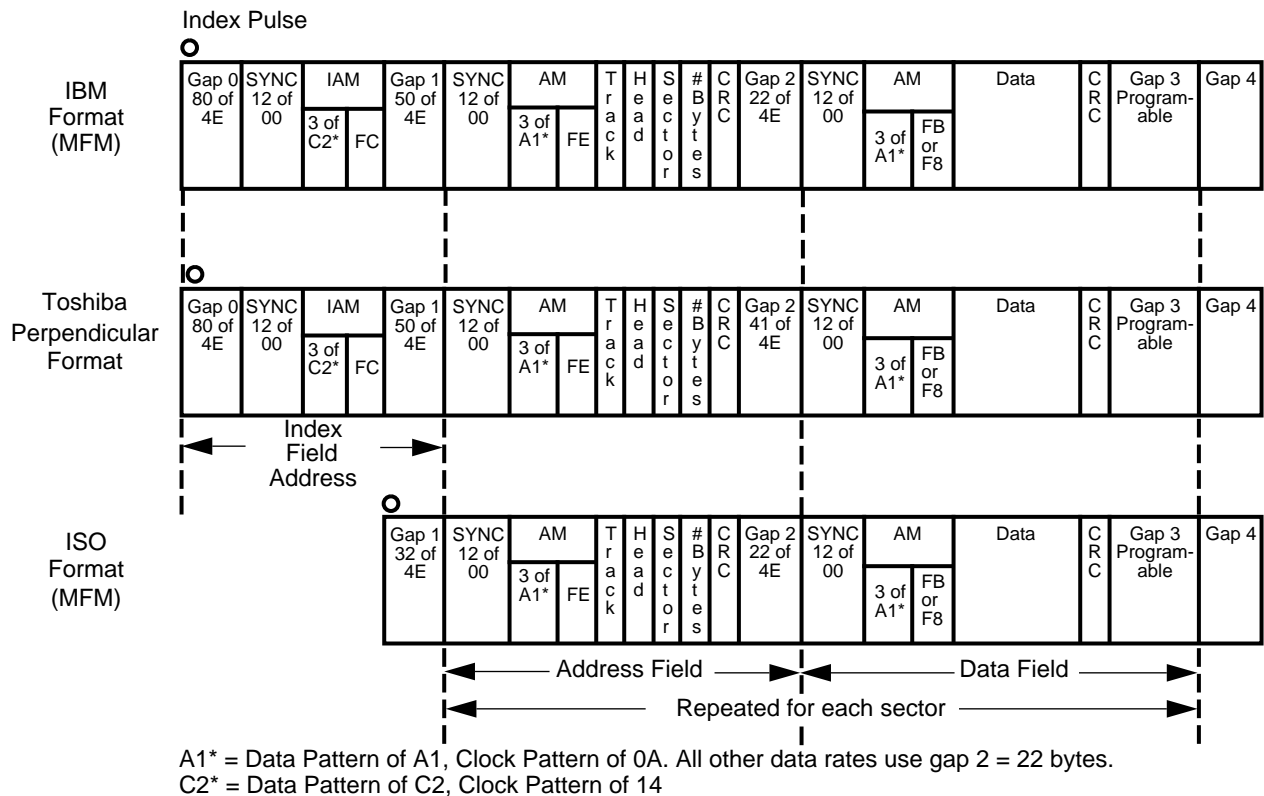 Index Pulse
IBM
Format
(MFM)
Gap 0
80 of
4E
SYNC
12 of
00
IAM
3 of
C2*
FC
Gap 1
50 of
4E
SYNC
12 of
00
AM
3 of
A1*
FE
Track
Head
Sector
#Bytes
CRC
Gap 2
22 of
4E
SYNC
12 of
00
AM
3 of
A1*
FB
or
F8
Data
CRC
Gap 3
Program-
able
Gap 4
Toshiba
Perpendicular
Format
Gap 0
80 of
4E
SYNC
12 of
00
IAM
3 of
C2*
FC
Gap 1
50 of
4E
SYNC
12 of
00
AM
3 of
A1*
FE
Track
Head
Sector
#Bytes
CRC
Gap 2
41 of
4E
SYNC
12 of
00
AM
3 of
A1*
FB
or
F8
Data
CRC
Gap 3
Program-
able
Gap 4
Index
Field
Address
ISO
Format
(MFM)
Gap 1
32 of
4E
SYNC
12 of
00
AM
3 of
A1*
FE
Track
Head
Sector
#Bytes
CRC
Gap 2
22 of
4E
SYNC
12 of
00
AM
3 of
A1*
FB
or
F8
Data
CRC
Gap 3
Program-
able
Gap 4
Address Field
Data Field
Repeated for each sector
A1* = Data Pattern of A1, Clock Pattern of 0A. All other data rates use gap 2 = 22 bytes.
C2* = Data Pattern of C2, Clock Pattern of 14